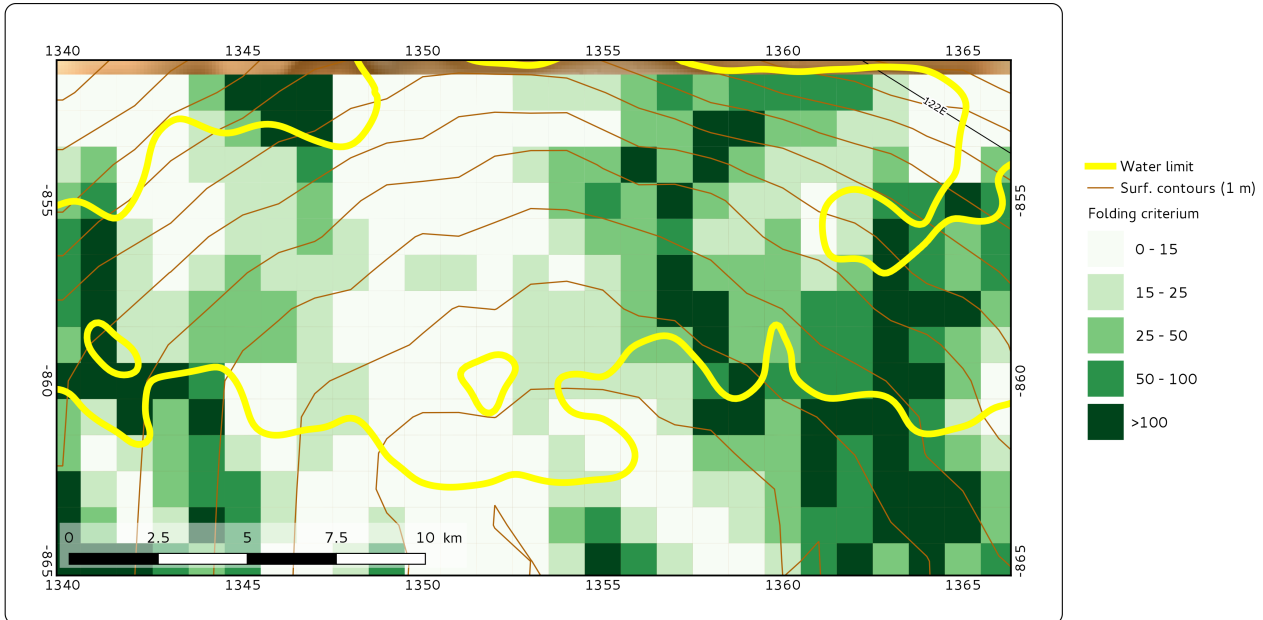 1340 1345 1350 1355 1360 1365
122E
-855 -855
-860 -860
-865 -865
0 2.5 5 7.5 10 km
1340 1345 1350 1355 1360 1365
Water limit
Surf. contours (1 m)
Folding criterium
0 - 15
15 - 25
25 - 50
50 - 100
>100